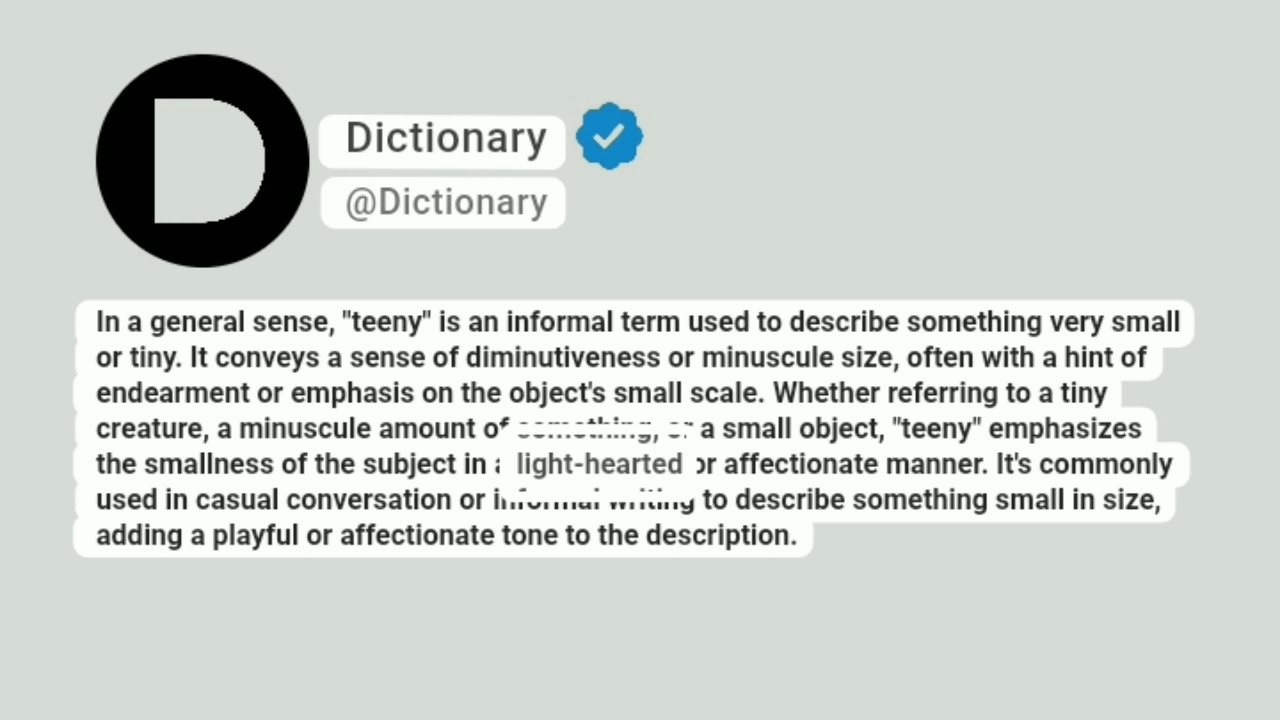 D
Dictionary
@Dictionary
In a general sense, "teeny" is an informal term used to describe something very small
or tiny. It conveys a sense of diminutiveness or minuscule size, often with a hint of
endearment or emphasis on the object's small scale. Whether referring to a tiny
creature, a minuscule amount of something, or a small object, "teeny" emphasizes
the smallness of the subject in a light-hearted or affectionate manner. It's commonly
used in casual conversation or informal writing to describe something small in size,
adding a playful or affectionate tone to the description.